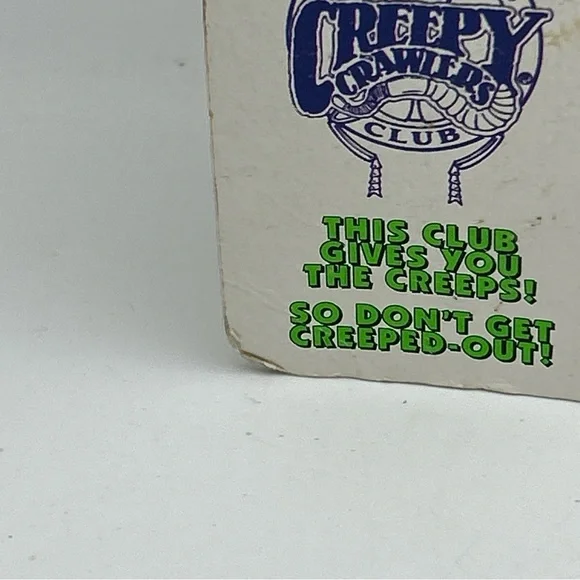 CREEPY
CRAWLERS
CLUB
THIS CLUB
GIVES YOU
THE CREEPS!
SO DON'T GET
CREEPED-OUT!